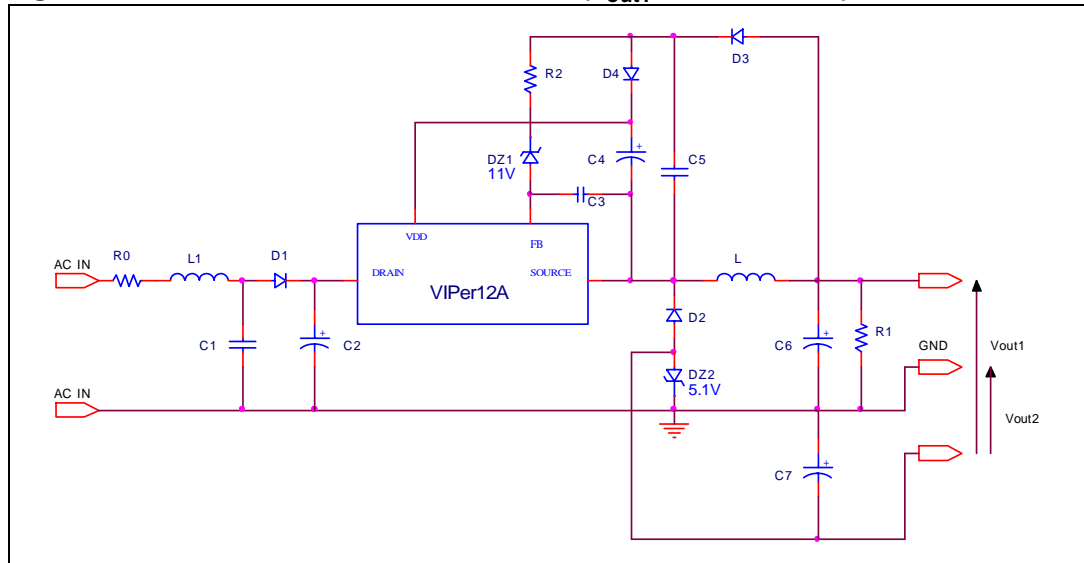 out1
D3
R2
D4
DZ1
11V
C4
+
C5
C3
VDD
FB
AC IN
R0
L1
D1
DRAIN
SOURCE
VIPer12A
L
C1
C2
+
D2
C6
+
R1
GND
Vout1
DZ2
5.1V
AC IN
Vout2
C7
+